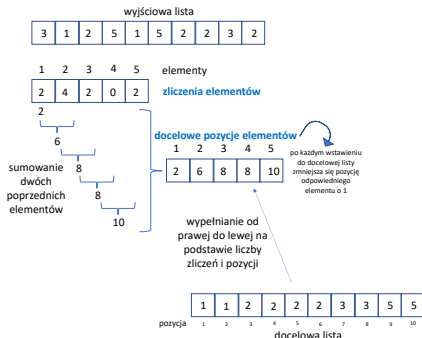 wyjściowa lista
3 1 2 5 1 5 2 2 3 2
1 2 3 4 5 elementy
2 4 2 0 2 zliczenia elementów
2
6
8
8
10
sumowanie
dwóch
poprzednich
elementów
docelowe pozycje elementów
1 2 3 4 5
2 6 8 8 10
po każdym wstawieniu
do docelowej listy
zmniejsza się pozycję
odpowiedniego
elementu o 1
wypełnianie od
prawej do lewej na
podstawie liczby
zliczeń i pozycji
1 1 2 2 2 2 3 3 5 5
pozycja 1 2 3 4 5 6 7 8 9 10
docelowa lista